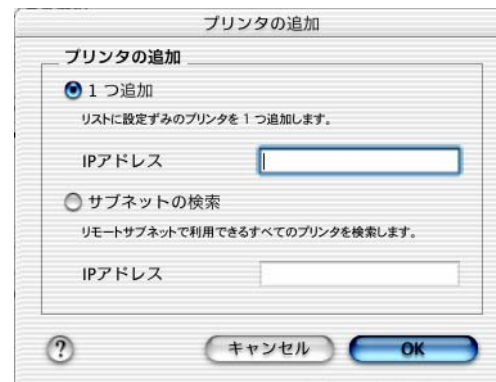 プリンタの追加
プリンタの追加
1 つ追加
リストに設定ずみのプリンタを 1 つ追加します。
IPアドレス
サブネットの検索
リモートサブネットで利用できるすべてのプリンタを検索します。
IPアドレス
?
キャンセル
OK